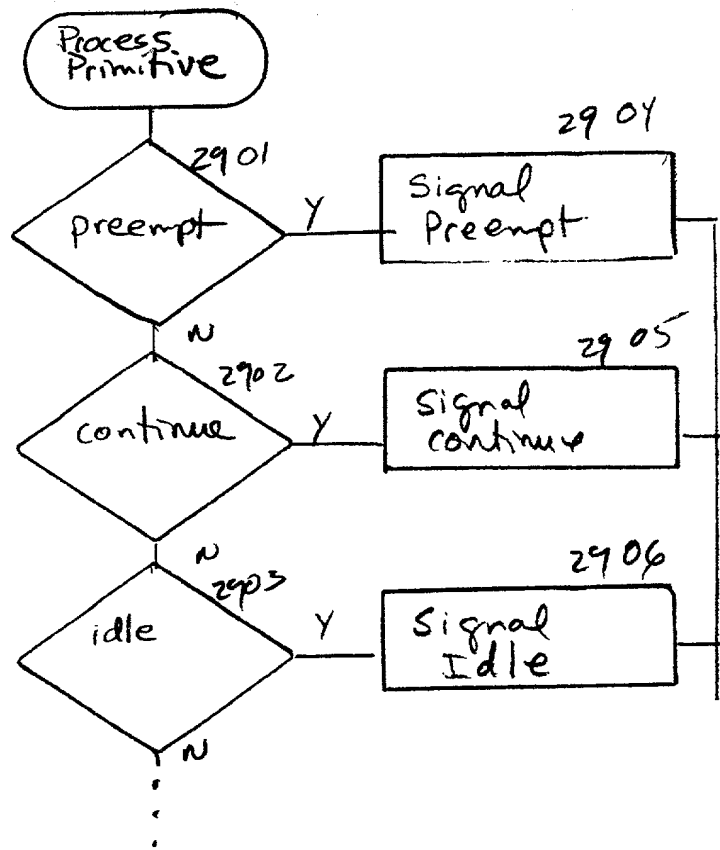 Process
Primitive
2901
preempt
Y
2904
Signal
Preempt
N
2902
continue
Y
2905
Signal
continue
N
2903
idle
Y
2906
Signal
Idle
N